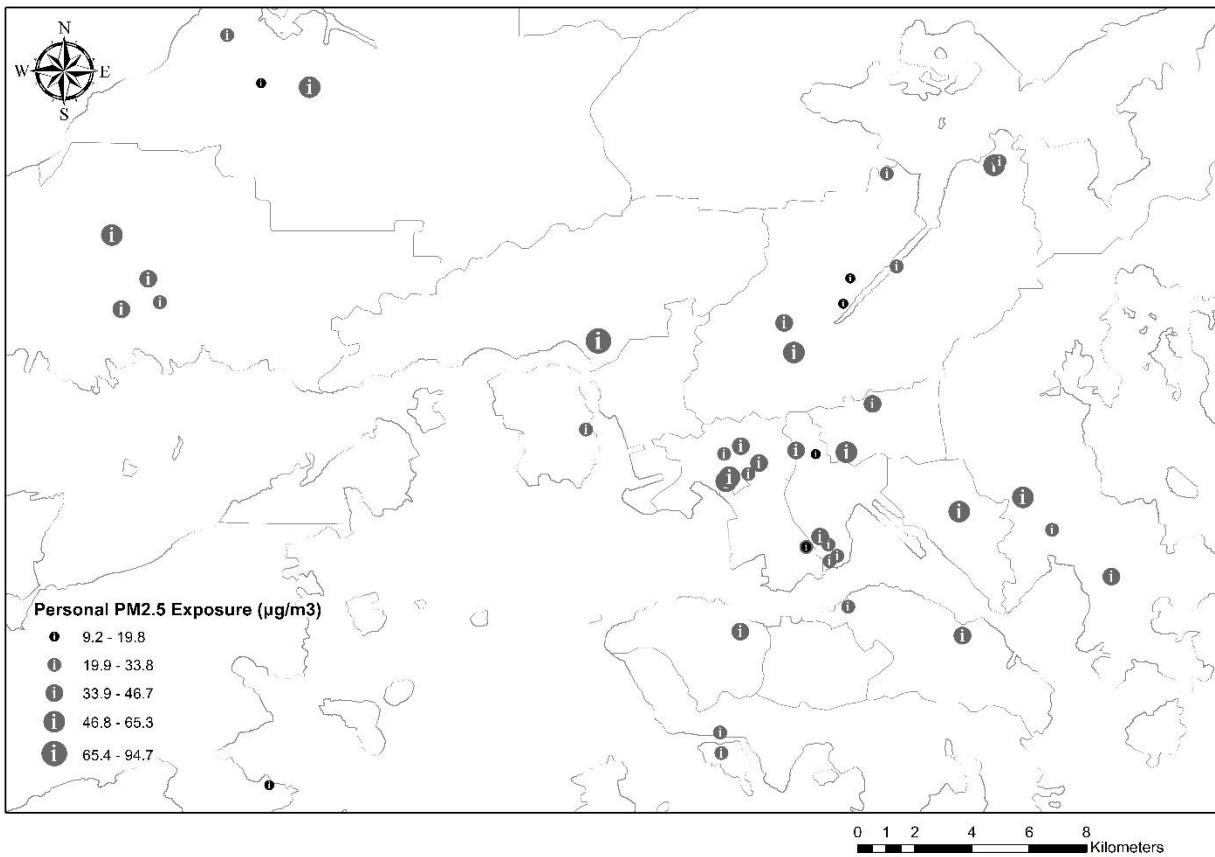 N
W E
S
Personal PM2.5 Exposure (µg/m3)
9.2 - 19.8
19.9 - 33.8
33.9 - 46.7
46.8 - 65.3
65.4 - 94.7
0 1 2 4 6 8
Kilometers